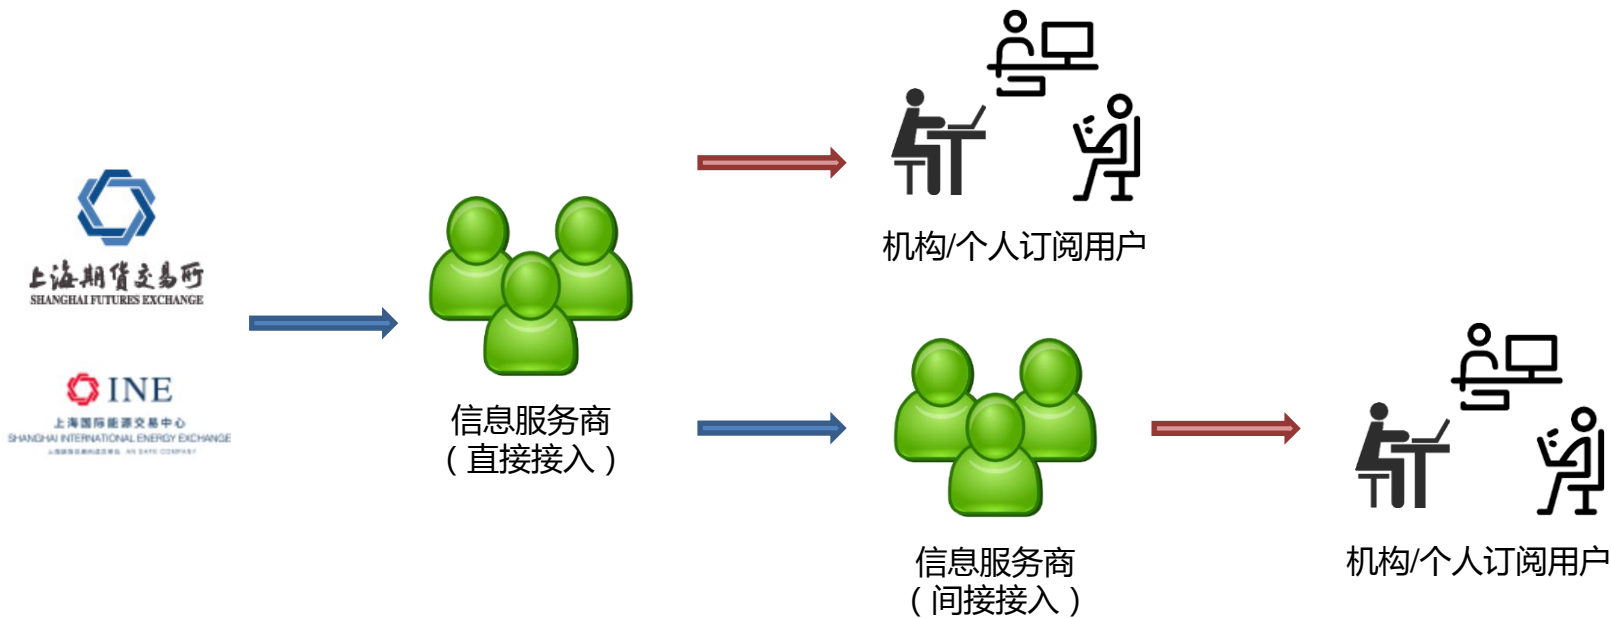 上海期货交易所
SHANGHAI FUTURES EXCHANGE
INE
上海国际能源交易中心
SHANGHAI INTERNATIONAL ENERGY EXCHANGE
AN SHFE COMPANY
信息服务商
（直接接入）
机构/个人订阅用户
信息服务商
（间接接入）
机构/个人订阅用户